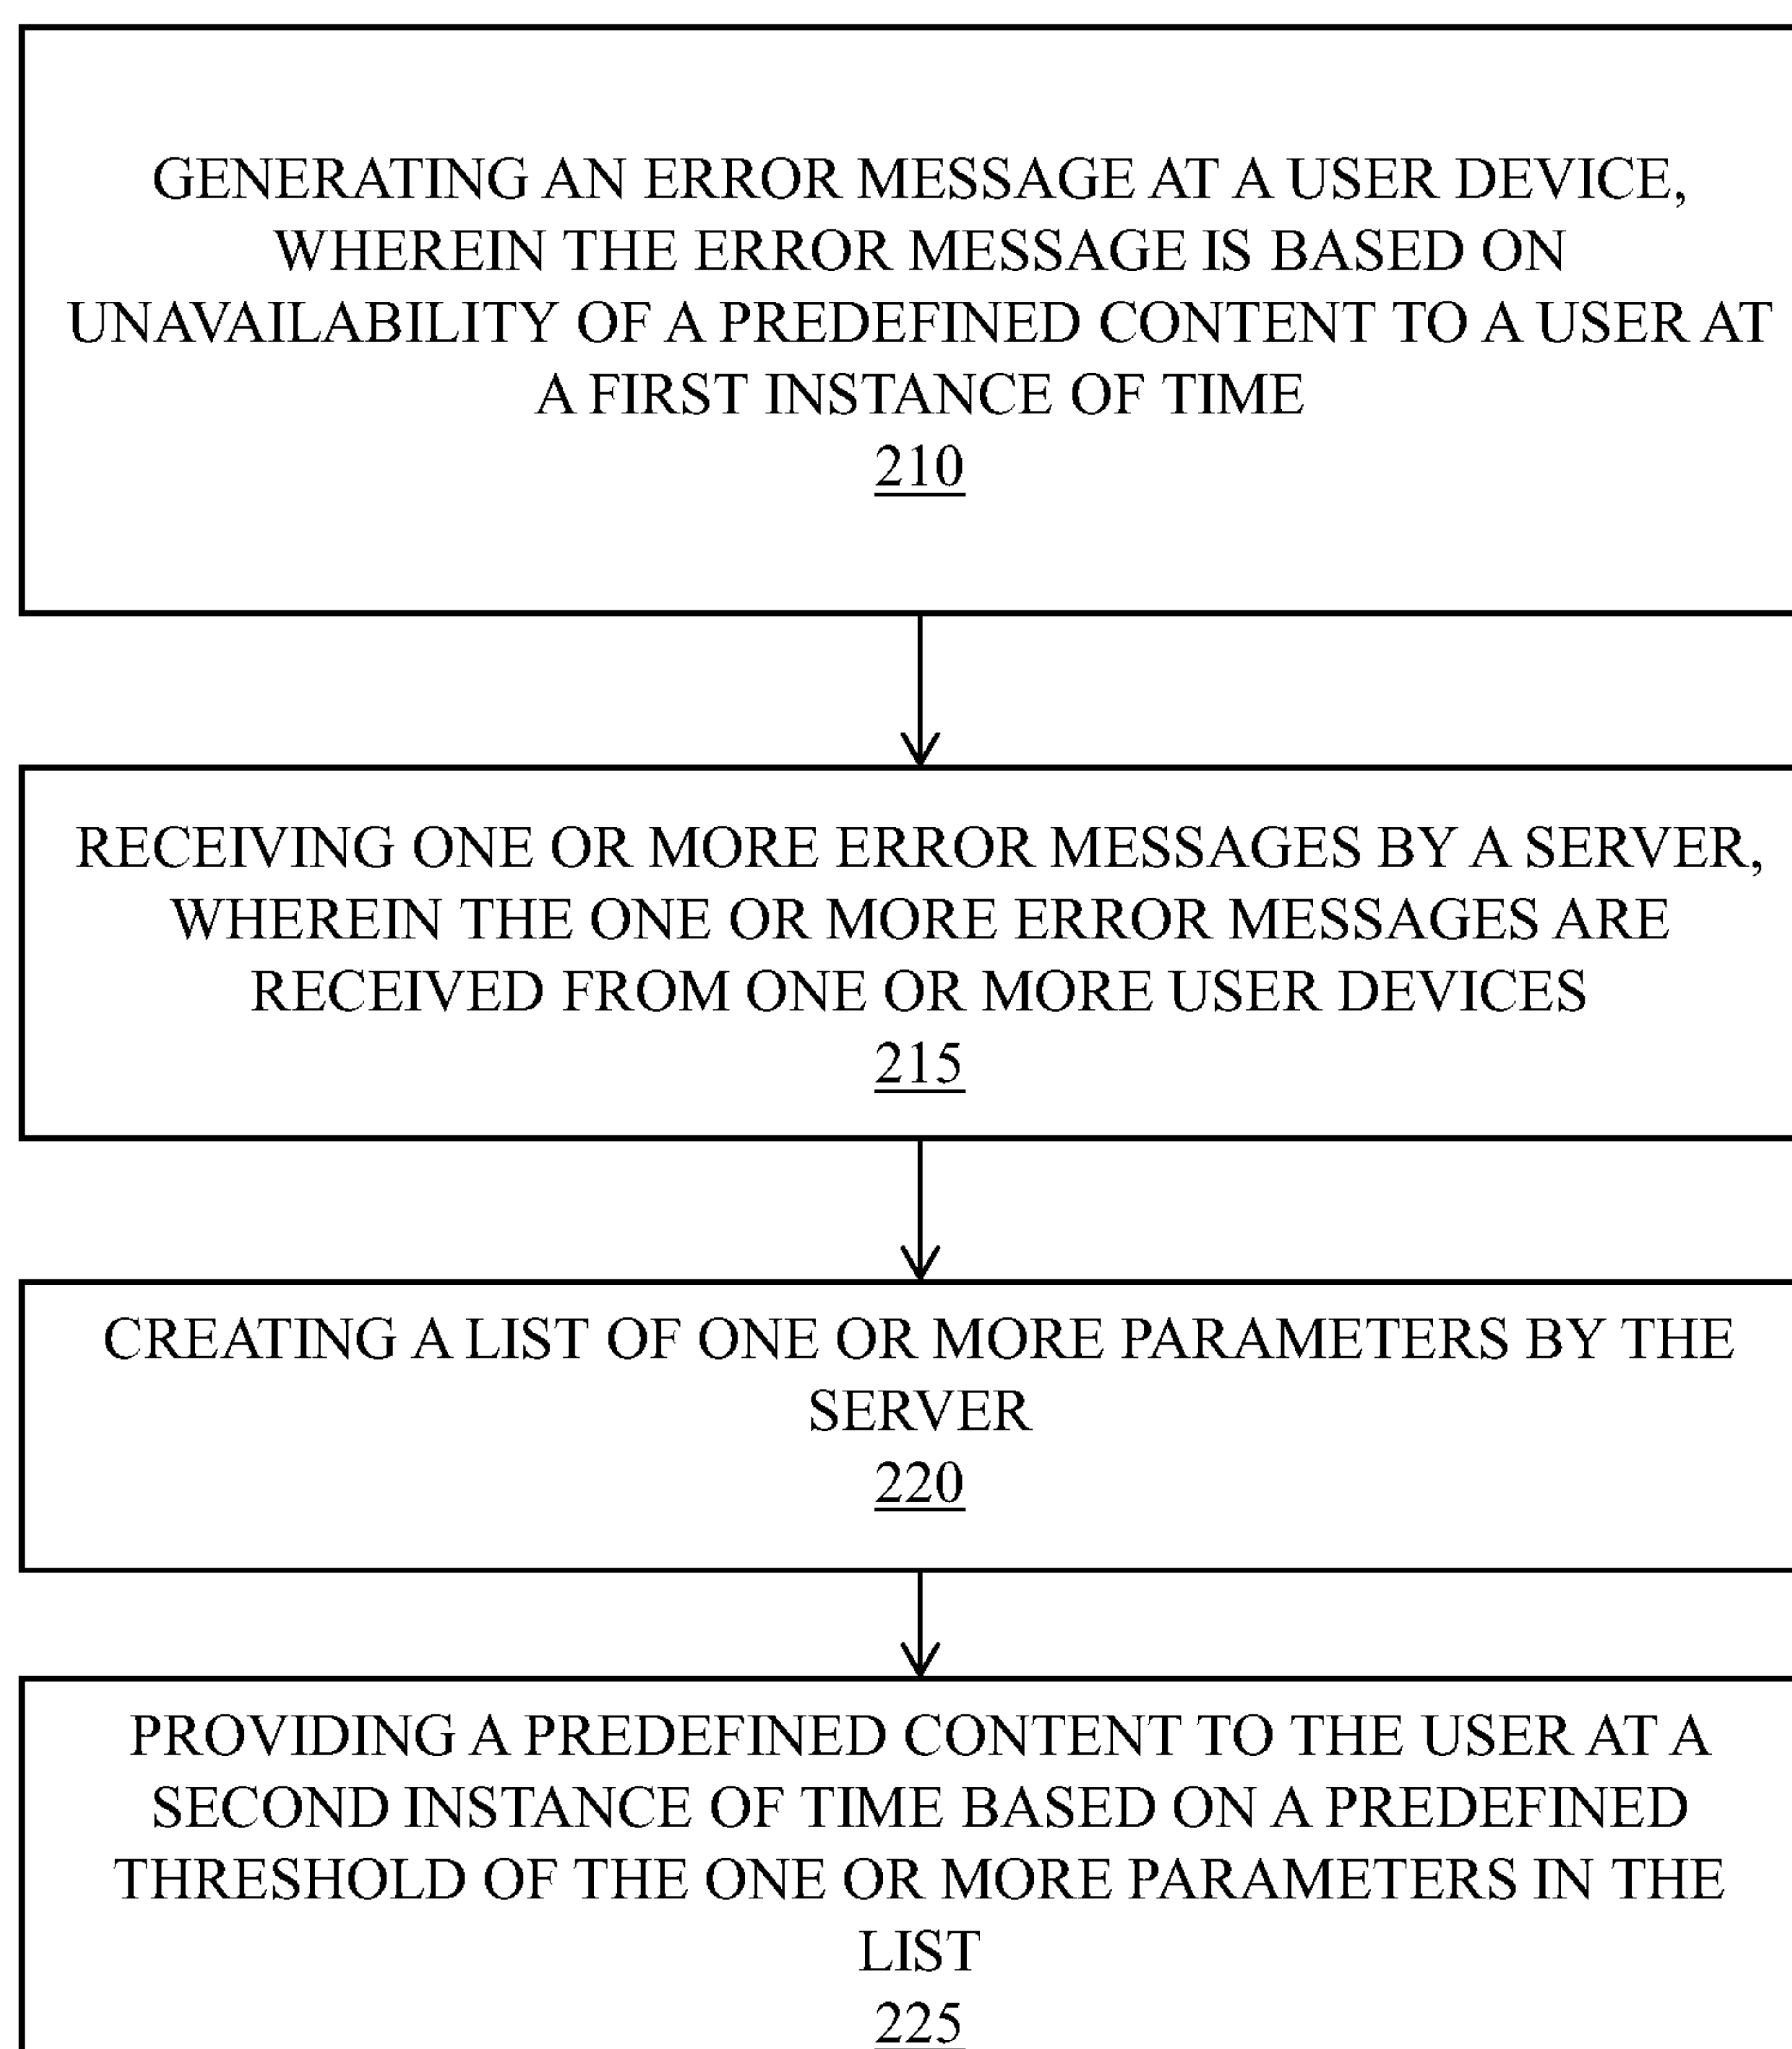 GENERATING AN ERROR MESSAGE AT A USER DEVICE,
WHEREIN THE ERROR MESSAGE IS BASED ON
UNAVAILABILITY OF A PREDEFINED CONTENT TO A USER AT
A FIRST INSTANCE OF TIME
210
RECEIVING ONE OR MORE ERROR MESSAGES BY A SERVER,
WHEREIN THE ONE OR MORE ERROR MESSAGES ARE
RECEIVED FROM ONE OR MORE USER DEVICES
215
CREATING A LIST OF ONE OR MORE PARAMETERS BY THE
SERVER
220
PROVIDING A PREDEFINED CONTENT TO THE USER AT A
SECOND INSTANCE OF TIME BASED ON A PREDEFINED
THRESHOLD OF THE ONE OR MORE PARAMETERS IN THE
LIST
225